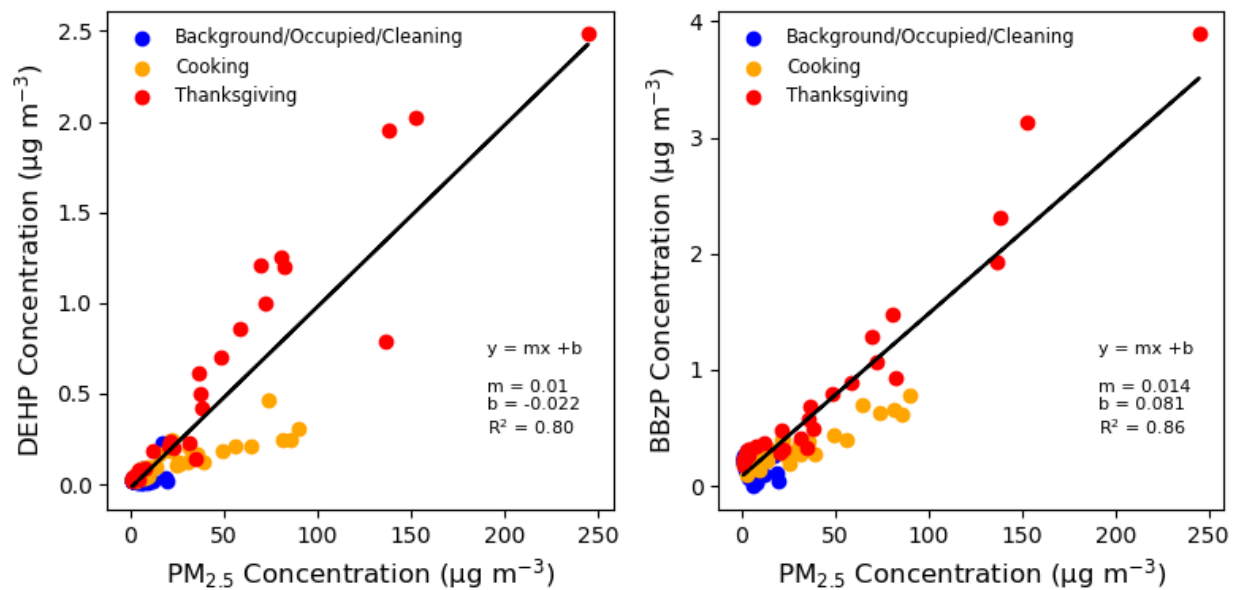 DEHP Concentration (µg m⁻³)
2.5
2.0
1.5
1.0
0.5
0.0
Background/Occupied/Cleaning
Cooking
Thanksgiving
y = mx +b
m = 0.01
b = -0.022
R² = 0.80
0 50 100 150 200 250
PM₂.₅ Concentration (µg m⁻³)
BBzP Concentration (µg m⁻³)
4
3
2
1
0
Background/Occupied/Cleaning
Cooking
Thanksgiving
y = mx +b
m = 0.014
b = 0.081
R² = 0.86
0 50 100 150 200 250
PM₂.₅ Concentration (µg m⁻³)